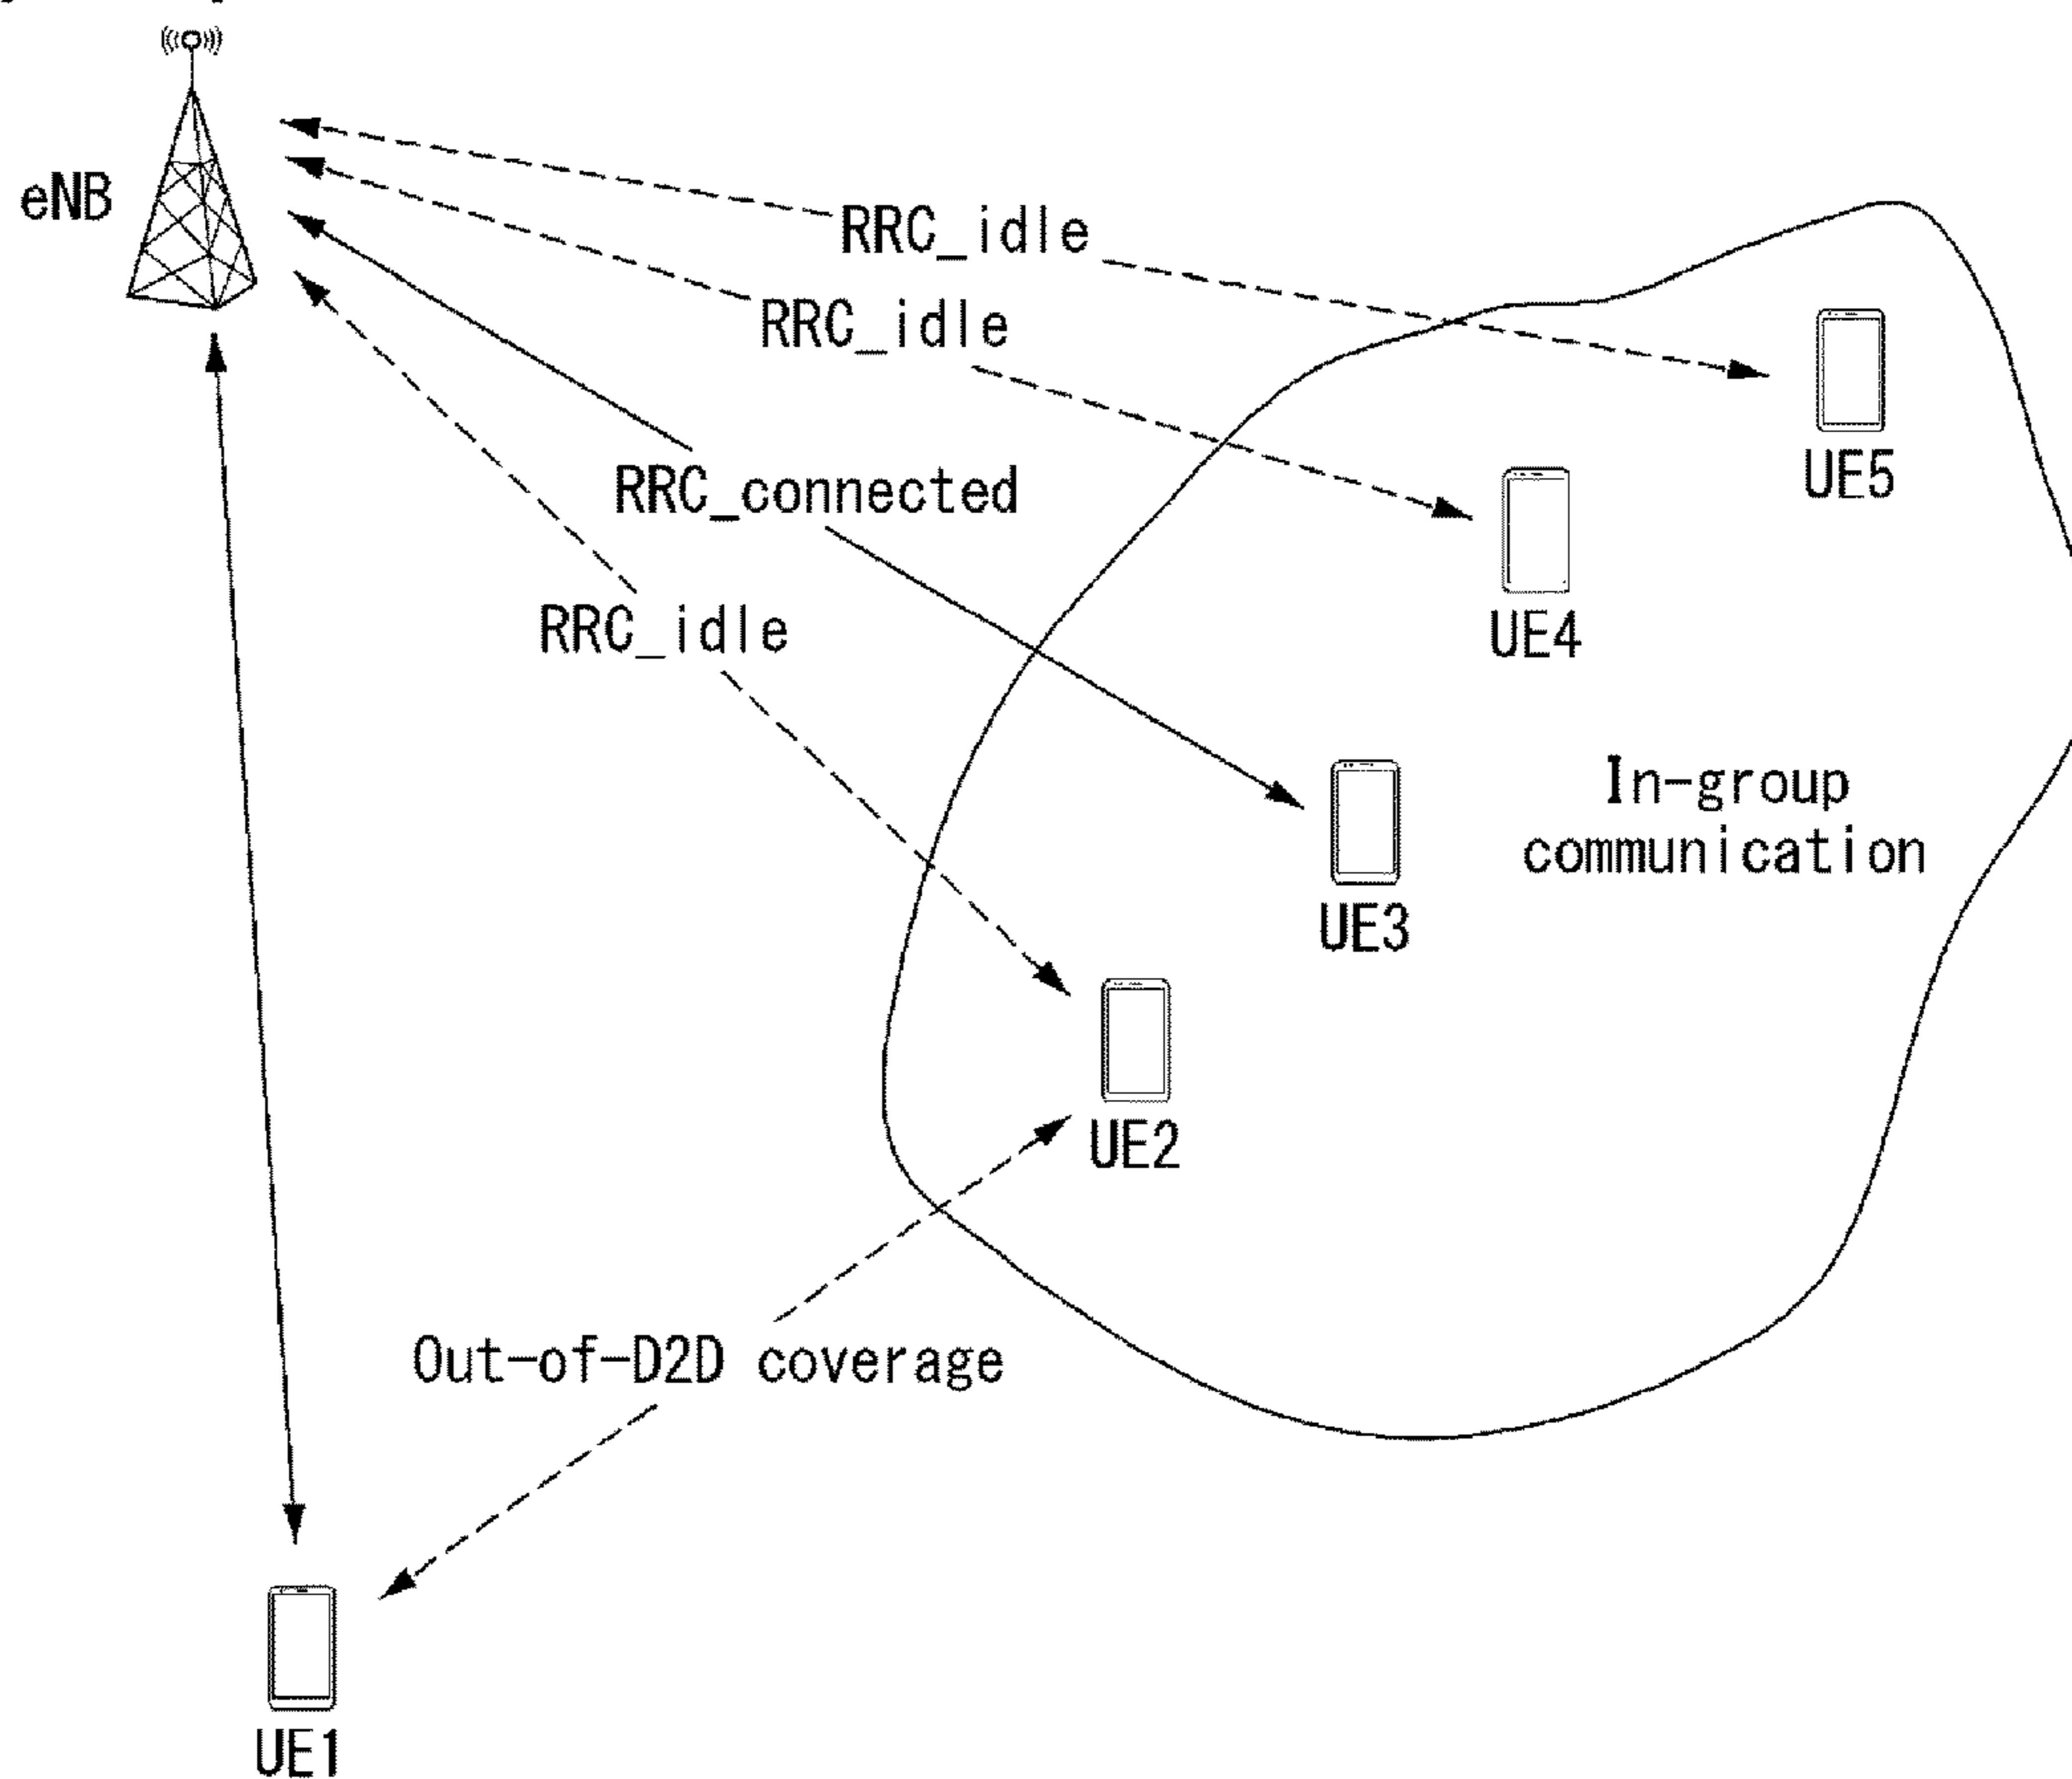 eNB
RRC_idle
RRC_idle
UE5
RRC_connected
UE4
RRC_idle
In-group
communication
UE3
UE2
Out-of-D2D coverage
UE1